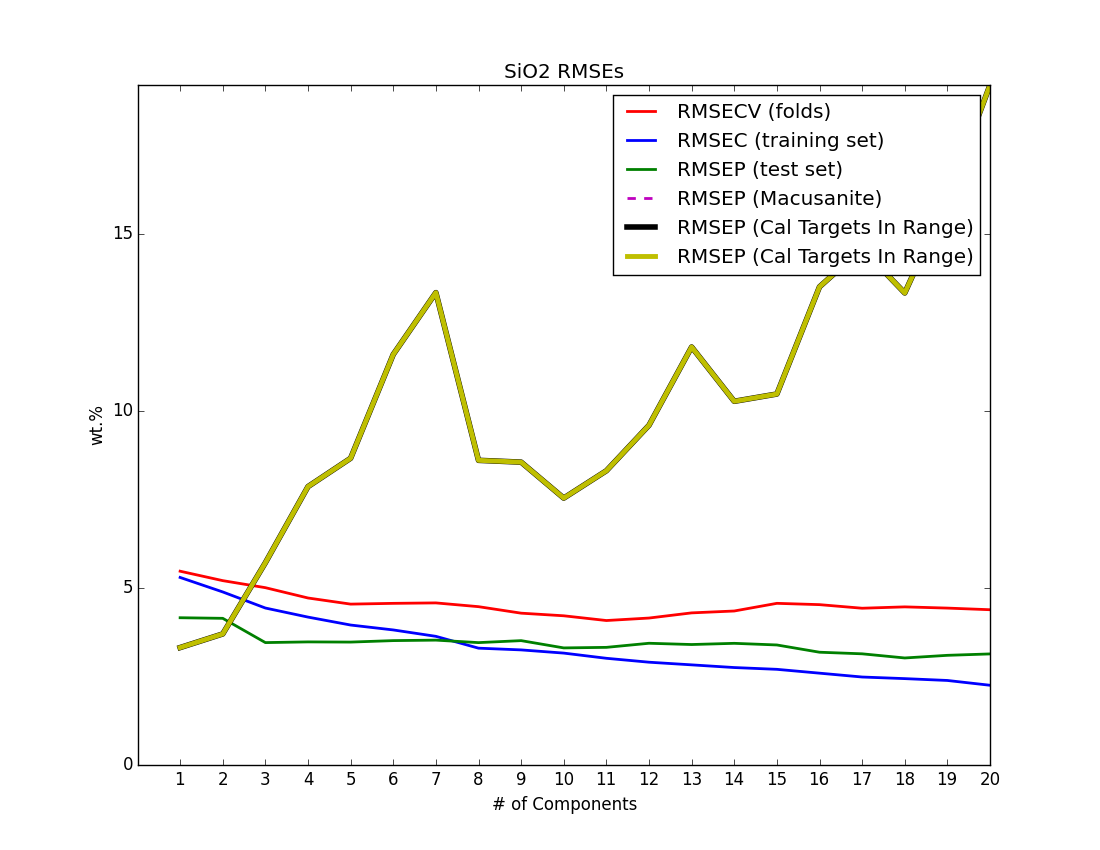 SiO2 RMSEs
RMSECV (folds)
RMSEC (training set)
RMSEP (test set)
RMSEP (Macusanite)
RMSEP (Cal Targets In Range)
RMSEP (Cal Targets In Range)
15
10
5
0
wt.%
1 2 3 4 5 6 7 8 9 10 11 12 13 14 15 16 17 18 19 20
# of Components